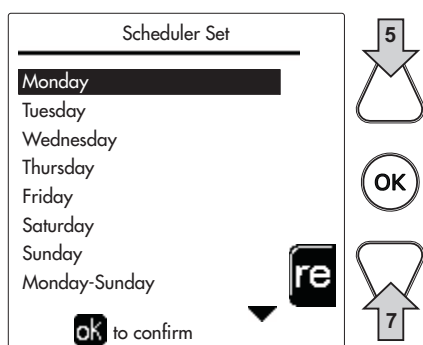 Scheduler Set
Monday
Tuesday
Wednesday
Thursday
Friday
Saturday
Sunday
Monday-Sunday
re
ok to confirm
5
OK
7